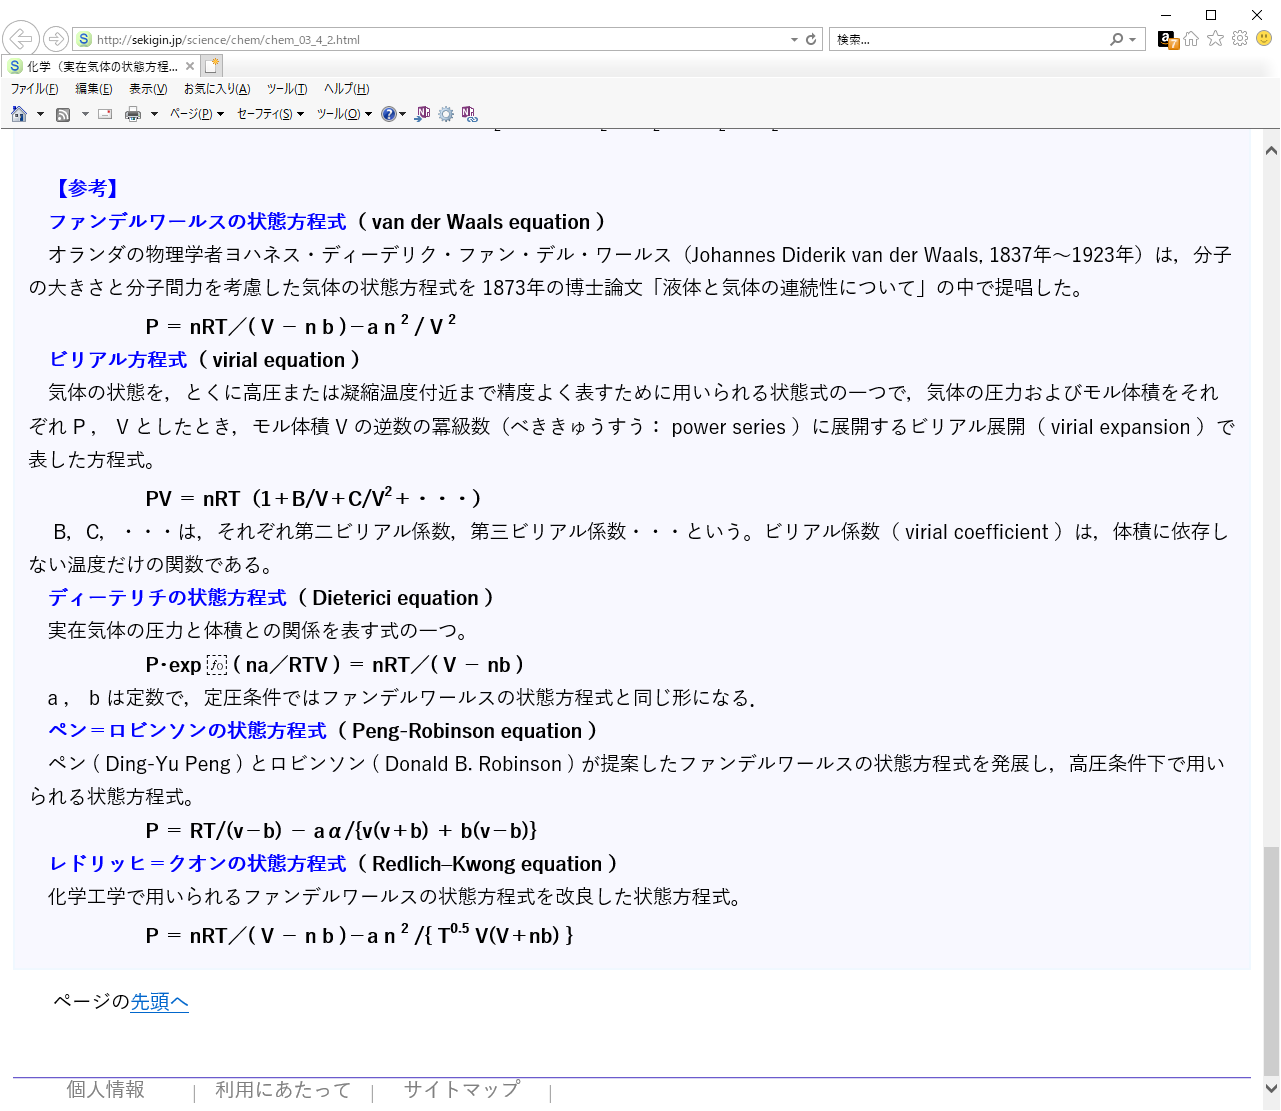 http://sekigin.jp/science/chem/chem_03_4_2.html
検索...
化学（実在気体の状態方程...
ファイル(F) 編集(E) 表示(V) お気に入り(A) ツール(T) ヘルプ(H)
ページ(P) セーフティ(S) ツール(O)
【参考】
ファンデルワールスの状態方程式（ van der Waals equation ）
オランダの物理学者ヨハネス・ディーデリク・ファン・デル・ワールス（Johannes Diderik van der Waals, 1837年～1923年）は，分子
の大きさと分子間力を考慮した気体の状態方程式を 1873年の博士論文「液体と気体の連続性について」の中で提唱した。
P ＝ nRT／( V － n b )－a n ² / V ²
ビリアル方程式（ virial equation ）
気体の状態を，とくに高圧または凝縮温度付近まで精度よく表すために用いられる状態式の一つで，気体の圧力およびモル体積をそれ
ぞれ P ， V としたとき，モル体積 V の逆数の冪級数（べききゅうすう： power series ）に展開するビリアル展開（ virial expansion ）で
表した方程式。
PV ＝ nRT（1＋B/V＋C/V²＋・・・）
B，C，・・・は，それぞれ第二ビリアル係数，第三ビリアル係数・・・という。ビリアル係数（ virial coefficient ）は，体積に依存し
ない温度だけの関数である。
ディーテリチの状態方程式（ Dieterici equation ）
実在気体の圧力と体積との関係を表す式の一つ。
P･exp ( na／RTV ) ＝ nRT／( V － nb )
a ， b は定数で，定圧条件ではファンデルワールスの状態方程式と同じ形になる．
ペン＝ロビンソンの状態方程式（ Peng-Robinson equation ）
ペン ( Ding-Yu Peng ) とロビンソン ( Donald B. Robinson ) が提案したファンデルワールスの状態方程式を発展し，高圧条件下で用い
られる状態方程式。
P ＝ RT/(v－b) － aα/{v(v＋b) ＋ b(v－b)}
レドリッヒ＝クオンの状態方程式（ Redlich–Kwong equation ）
化学工学で用いられるファンデルワールスの状態方程式を改良した状態方程式。
P ＝ nRT／( V － n b )－a n ² /{ T⁰·⁵ V(V＋nb) }
ページの先頭へ
個人情報 ｜ 利用にあたって ｜ サイトマップ ｜